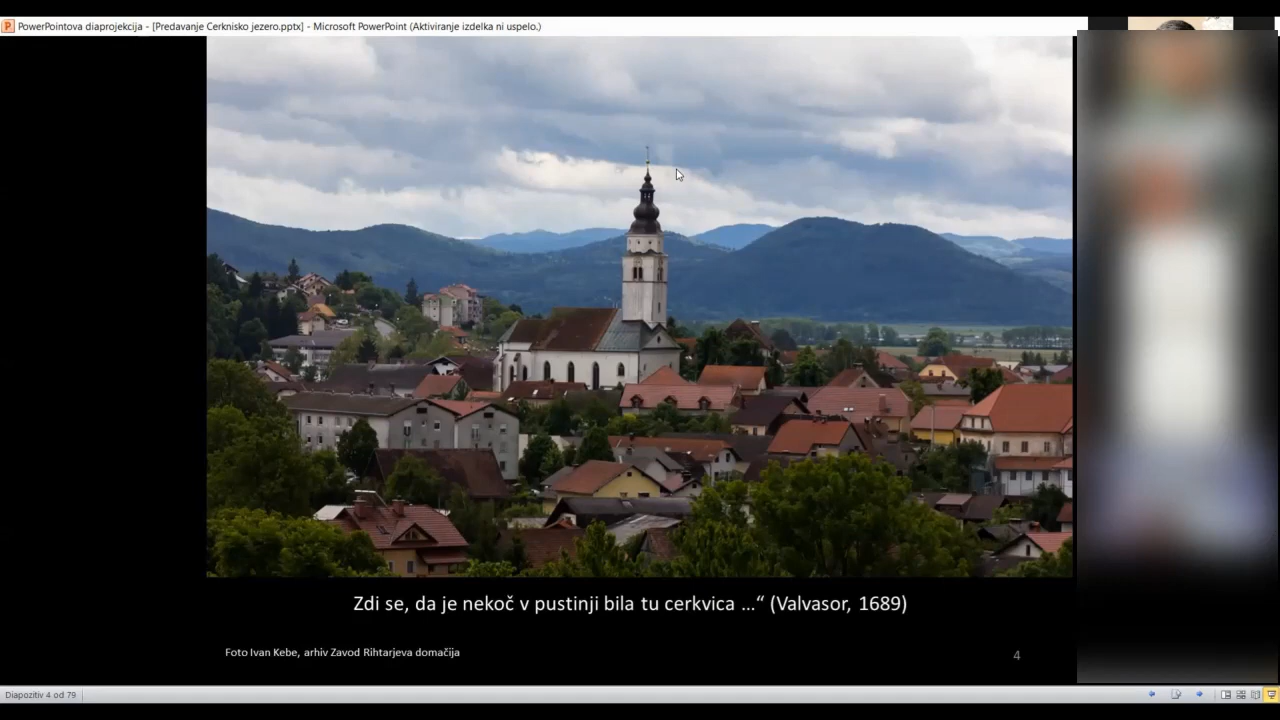 PowerPointova diaprojekcija - [Predavanje Cerknisko jezero.pptx] - Microsoft PowerPoint (Aktiviranje izdelka ni uspelo.)
Zdi se, da je nekoč v pustinji bila tu cerkvica …“ (Valvasor, 1689)
Foto Ivan Kebe, arhiv Zavod Rihtarjeva domačija
4
Diapozitiv 4 od 79